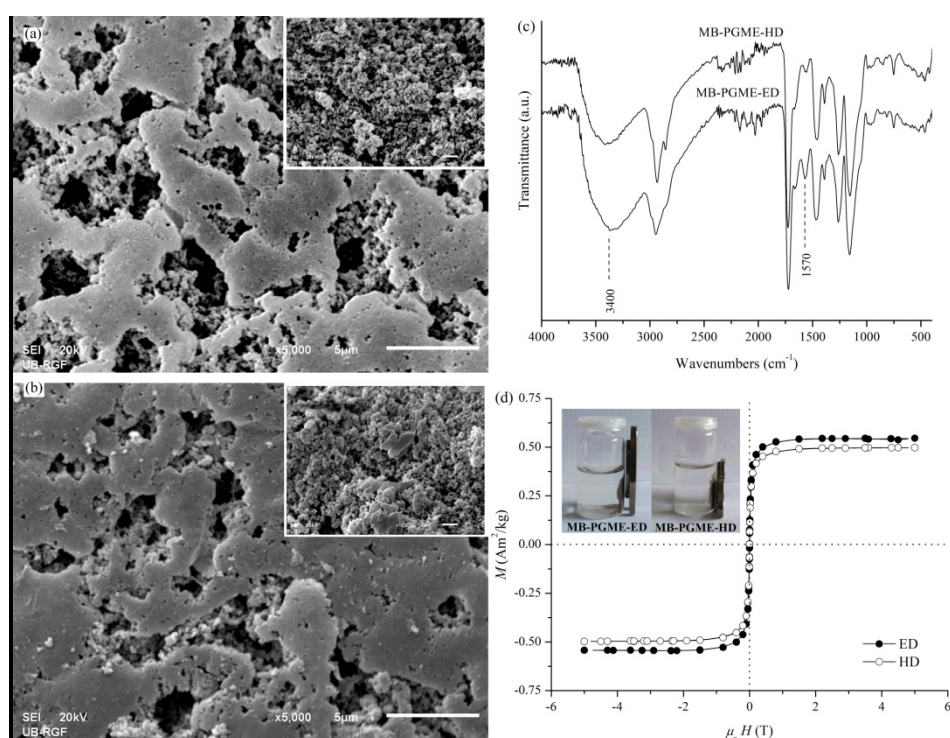 (a)
SEI 20kV x5,000 5μm
UB-RGF
(b)
SEI 20kV x5,000 5μm
UB-RGF
(c)
MB-PGME-HD
MB-PGME-ED
Transmittance (a.u.)
3400
1570
4000 3500 3000 2500 2000 1500 1000 500
Wavenumbers (cm⁻¹)
(d)
0.75
0.50
0.25
0.00
-0.25
-0.50
-0.75
M (Am²/kg)
MB-PGME-ED MB-PGME-HD
ED
HD
-6 -4 -2 0 2 4 6
H (T)